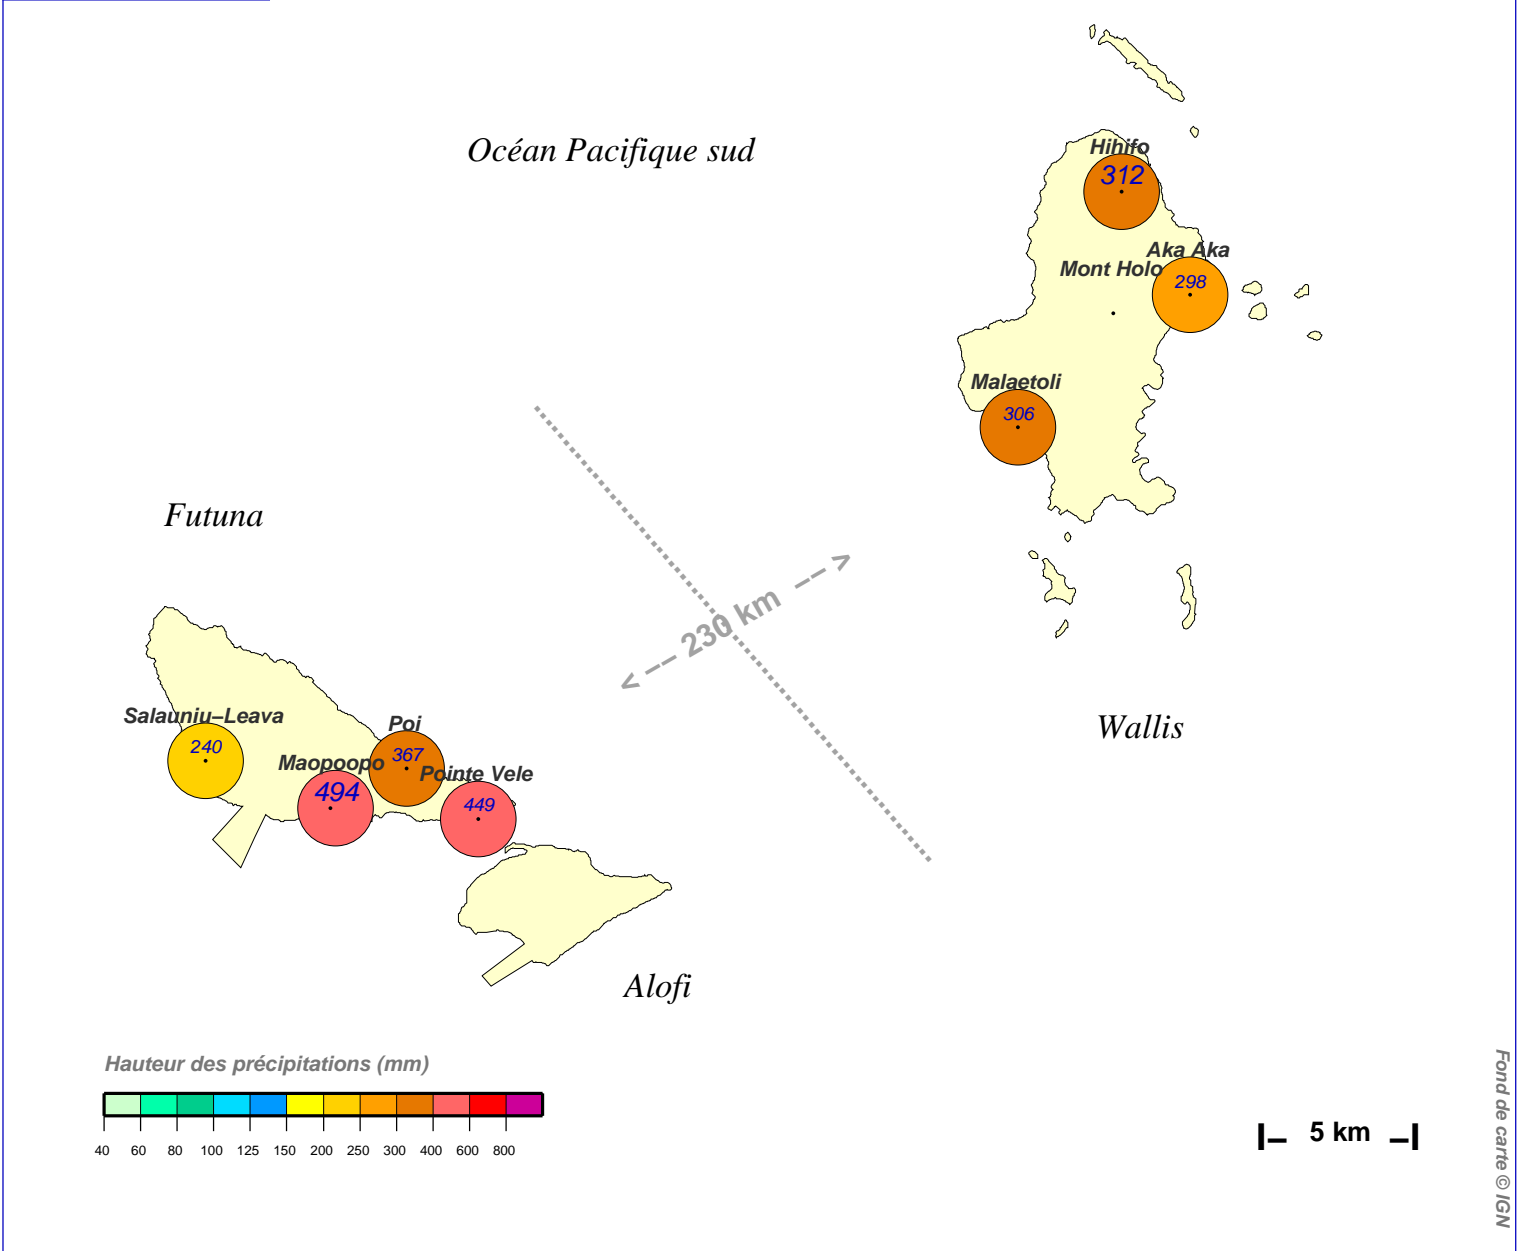 Océan Pacifique sud
Hihifo
312
Aka Aka
Mont Holo
298
Malaetoli
306
Futuna
230 km
Salauniu–Leava
240
Poi
367
Maopoopo
494
Pointe Vele
449
Wallis
Alofi
Hauteur des précipitations (mm)
40 60 80 100 125 150 200 250 300 400 600 800
5 km
Fond de carte © IGN